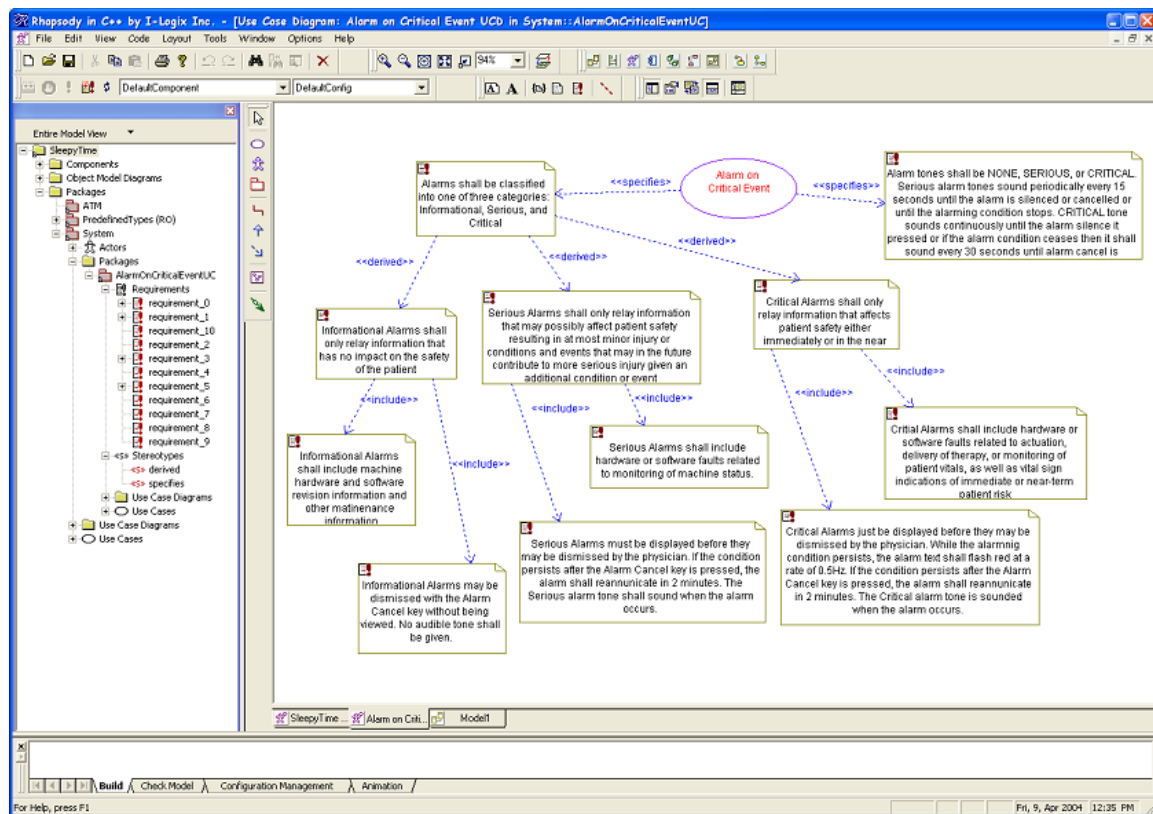 Rhapsody in C++ by I-Logix Inc. - [Use Case Diagram: Alarm on Critical Event UCD in System::AlarmOnCriticalEventUC]
File Edit View Code Layout Tools Window Options Help
94%
DefaultComponent DefaultConfig
Entire Model View
SleepyTime
Components
Object Model Diagrams
Packages
ATM
PredefinedTypes (RO)
System
Actors
Packages
AlarmOnCriticalEventUC
Requirements
requirement_0
requirement_1
requirement_10
requirement_2
requirement_3
requirement_4
requirement_5
requirement_6
requirement_7
requirement_8
requirement_9
<s> Stereotypes
<s> derived
<s> specifies
Use Case Diagrams
Use Cases
Use Case Diagrams
Use Cases
Alarms shall be classified
into one of three categories:
Informational, Serious, and
Critical
<<specifies>>
Alarm on
Critical Event
<<specifies>>
Alarm tones shall be NONE, SERIOUS, or CRITICAL.
Serious alarm tones sound periodically every 15
seconds until the alarm is silenced or cancelled or
until the alarming condition stops. CRITICAL tone
sounds continuously until the alarm silence it
pressed or if the alarm condition ceases then it shall
sound every 30 seconds until alarm cancel is
<<derived>>
<<derived>>
<<derived>>
Informational Alarms shall
only relay information that
has no impact on the safety
of the patient
Serious Alarms shall only relay information
that may possibly affect patient safety
resulting in at most minor injury or
conditions and events that may in the future
contribute to more serious injury given an
additional condition or event
Critical Alarms shall only
relay information that affects
patient safety either
immediately or in the near
<<include>>
<<include>>
<<include>>
<<include>>
<<include>>
<<include>>
Informational Alarms
shall include machine
hardware and software
revision information and
other matinenance
information
Serious Alarms shall include
hardware or software faults related
to monitoring of machine status.
Critial Alarms shall include hardware
or software faults related to actuation,
delivery of therapy, or monitoring of
patient vitals, as well as vital sign
indications of immediate or near-term
patient risk
Informational Alarms may be
dismissed with the Alarm
Cancel key without being
viewed. No audible tone shall
be given.
Serious Alarms must be displayed before they
may be dismissed by the physician. If the condition
persists after the Alarm Cancel key is pressed, the
alarm shall reannunicate in 2 minutes. The
Serious alarm tone shall sound when the alarm
occurs.
Critical Alarms just be displayed before they may be
dismissed by the physician. While the alarmnig
condition persists, the alarm text shall flash red at a
rate of 0.5Hz. If the condition persists after the Alarm
Cancel key is pressed, the alarm shall reannunicate
in 2 minutes. The Critical alarm tone is sounded
when the alarm occurs.
SleepyTime ... Alarm on Criti... Model1
Build Check Model Configuration Management Animation
For Help, press F1
Fri, 9, Apr 2004 12:35 PM